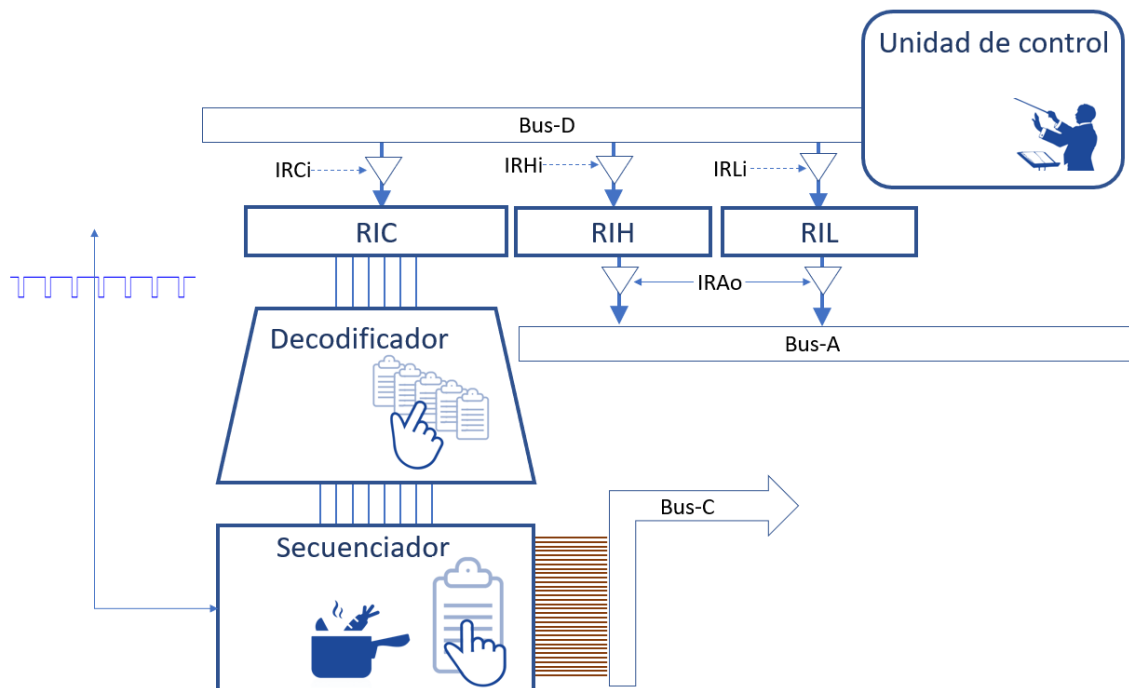 Unidad de control
Bus-D
IRCi
IRHi
IRLi
RIC
RIH
RIL
IRAo
Bus-A
Decodificador
Bus-C
Secuenciador